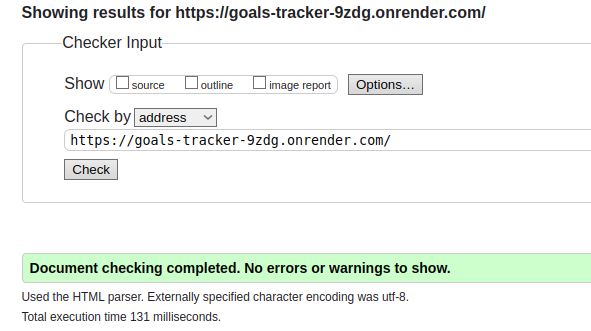 Showing results for https://goals-tracker-9zdg.onrender.com/
Checker Input
Show source outline image report Options...
Check by address
https://goals-tracker-9zdg.onrender.com/
Check
Document checking completed. No errors or warnings to show.
Used the HTML parser. Externally specified character encoding was utf-8.
Total execution time 131 milliseconds.